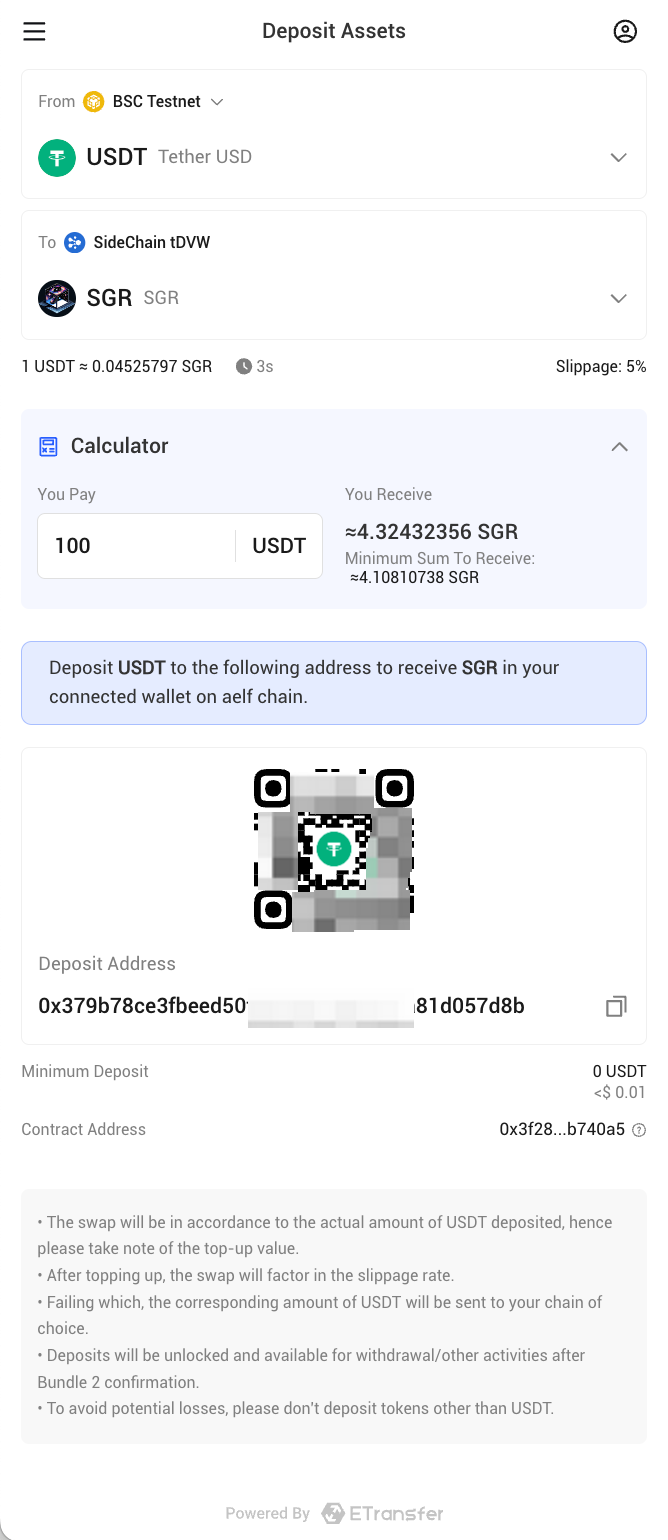 Deposit Assets
From BSC Testnet
USDT Tether USD
To SideChain tDVW
SGR SGR
1 USDT ≈ 0.04525797 SGR 3s Slippage: 5%
Calculator
You Pay You Receive
100 USDT ≈4.32432356 SGR
Minimum Sum To Receive:
≈4.10810738 SGR
Deposit USDT to the following address to receive SGR in your
connected wallet on aelf chain.
Deposit Address
0x379b78ce3fbeed50 81d057d8b
Minimum Deposit 0 USDT
<$ 0.01
Contract Address 0x3f28...b740a5
• The swap will be in accordance to the actual amount of USDT deposited, hence
please take note of the top-up value.
• After topping up, the swap will factor in the slippage rate.
• Failing which, the corresponding amount of USDT will be sent to your chain of
choice.
• Deposits will be unlocked and available for withdrawal/other activities after
Bundle 2 confirmation.
• To avoid potential losses, please don't deposit tokens other than USDT.
Powered By ETransfer